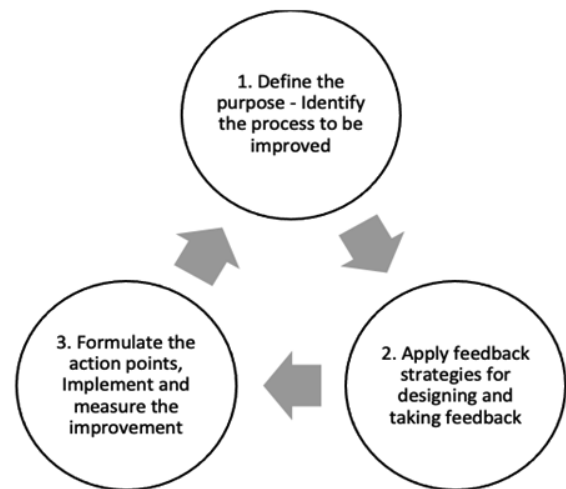 1. Define the
purpose - Identify
the process to be
improved
2. Apply feedback
strategies for
designing and
taking feedback
3. Formulate the
action points,
Implement and
measure the
improvement